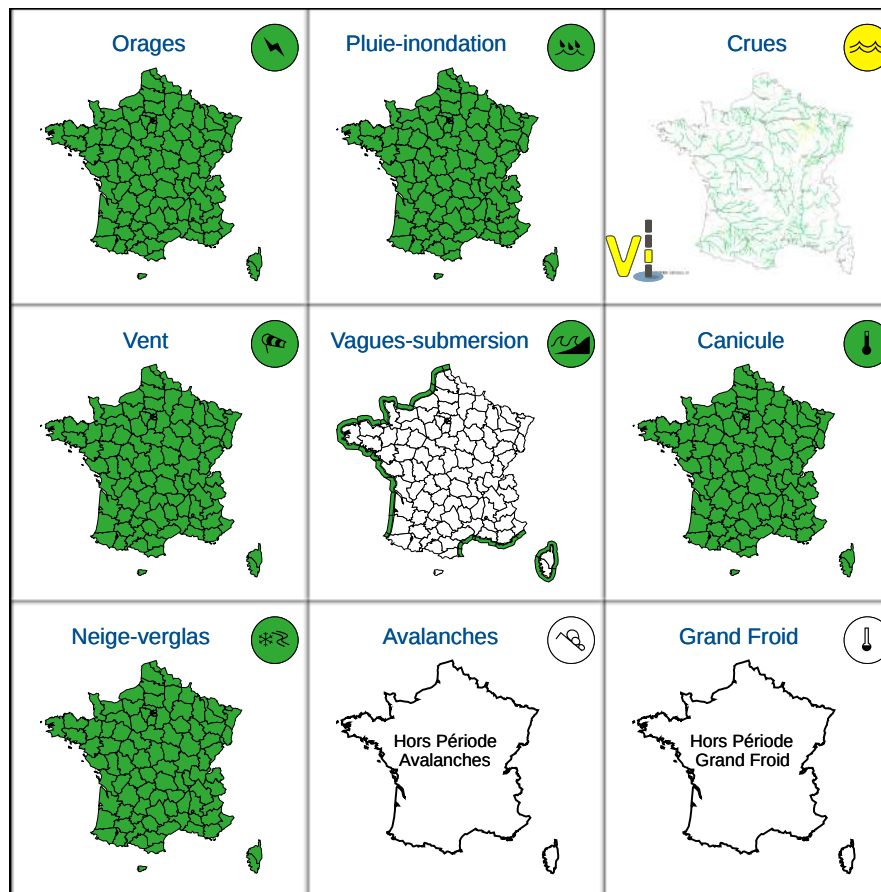 Orages
Pluie-inondation
Crues
Vent
Vagues-submersion
Canicule
Neige-verglas
Avalanches
Grand Froid
Hors Période
Avalanches
Hors Période
Grand Froid